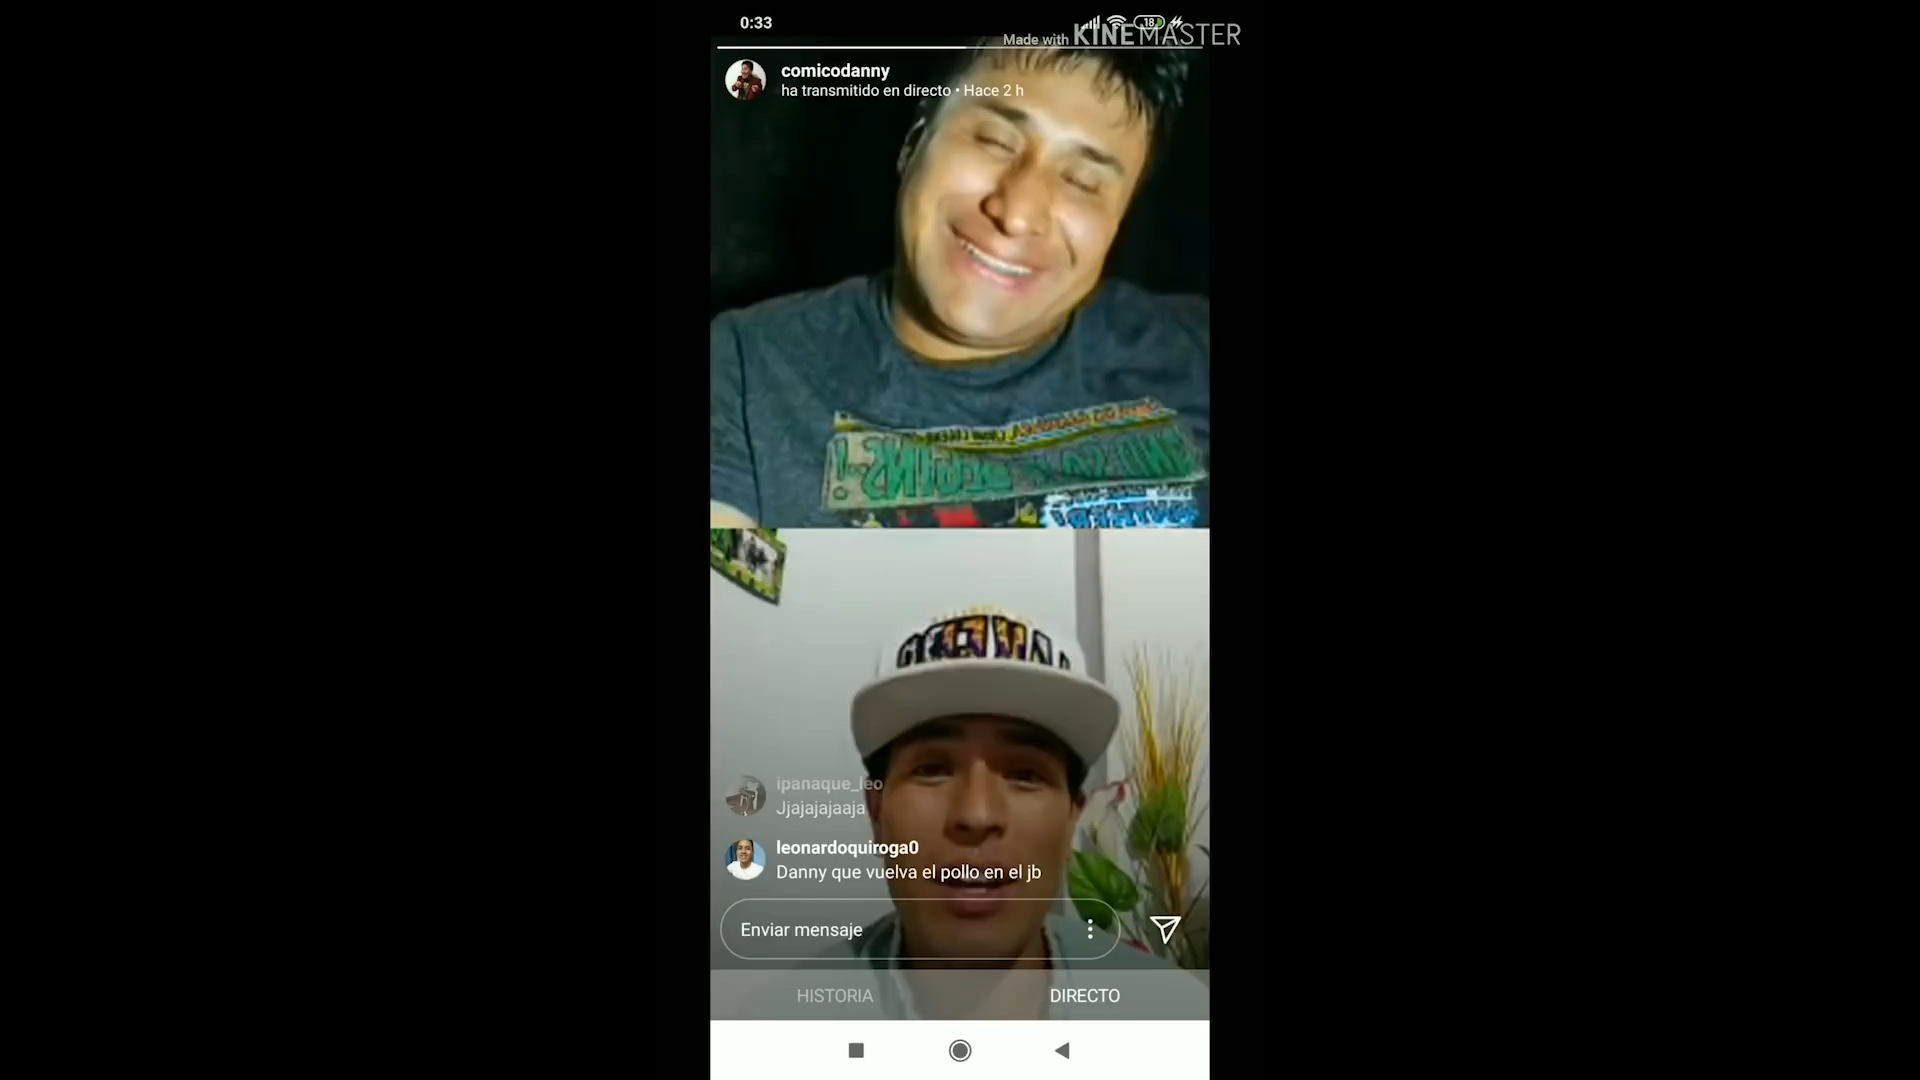 0:33
18
Made with KINEMASTER
comicodanny
ha transmitido en directo • Hace 2 h
ipanaque_leo
Jjajajajaaja
leonardoquiroga0
Danny que vuelva el pollo en el jb
Enviar mensaje
HISTORIA
DIRECTO